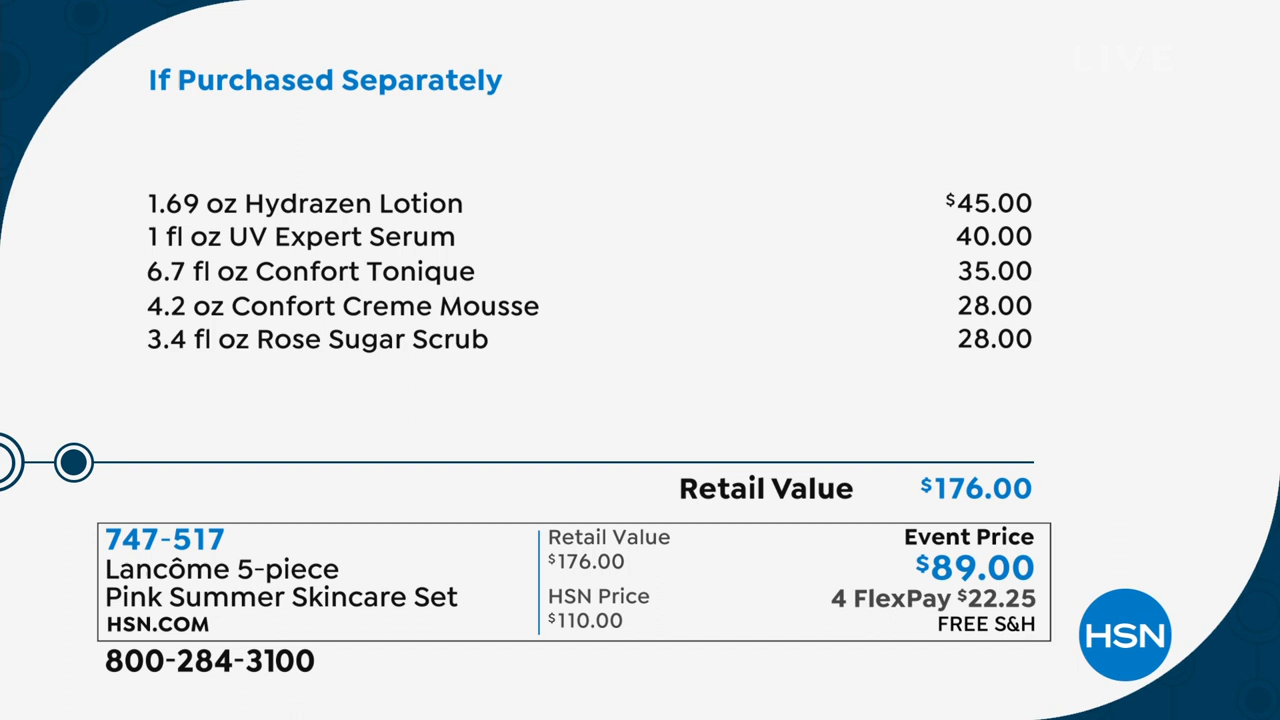 LIVE
If Purchased Separately
1.69 oz Hydrazen Lotion $45.00
1 fl oz UV Expert Serum 40.00
6.7 fl oz Confort Tonique 35.00
4.2 oz Confort Creme Mousse 28.00
3.4 fl oz Rose Sugar Scrub 28.00
Retail Value $176.00
747-517
Lancôme 5-piece
Pink Summer Skincare Set
HSN.COM
Retail Value
$176.00
HSN Price
$110.00
Event Price
$89.00
4 FlexPay $22.25
FREE S&H
800-284-3100
HSN